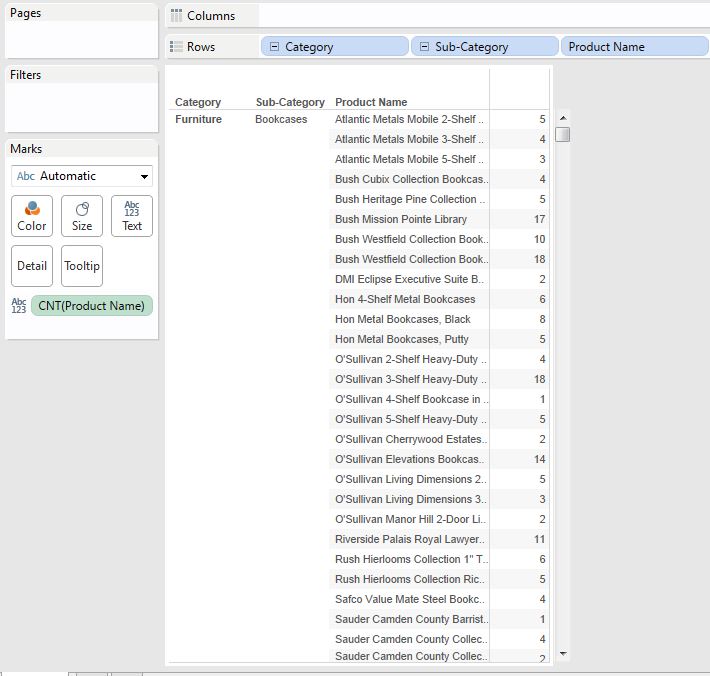 Pages
Columns
Rows
Category
Sub-Category
Product Name
Filters
Marks
Abc Automatic
Color
Size
Abc
123
Text
Detail
Tooltip
Abc
123
CNT(Product Name)
Category Sub-Category Product Name
Furniture Bookcases Atlantic Metals Mobile 2-Shelf .. 5
Atlantic Metals Mobile 3-Shelf .. 4
Atlantic Metals Mobile 5-Shelf .. 3
Bush Cubix Collection Bookcas.. 4
Bush Heritage Pine Collection .. 5
Bush Mission Pointe Library 17
Bush Westfield Collection Book.. 10
Bush Westfield Collection Book.. 18
DMI Eclipse Executive Suite B.. 2
Hon 4-Shelf Metal Bookcases 6
Hon Metal Bookcases, Black 8
Hon Metal Bookcases, Putty 5
O'Sullivan 2-Shelf Heavy-Duty .. 4
O'Sullivan 3-Shelf Heavy-Duty .. 18
O'Sullivan 4-Shelf Bookcase in .. 1
O'Sullivan 5-Shelf Heavy-Duty .. 5
O'Sullivan Cherrywood Estates.. 2
O'Sullivan Elevations Bookcas.. 14
O'Sullivan Living Dimensions 2.. 5
O'Sullivan Living Dimensions 3.. 3
O'Sullivan Manor Hill 2-Door Li.. 2
Riverside Palais Royal Lawyer.. 11
Rush Hierlooms Collection 1" T.. 6
Rush Hierlooms Collection Ric.. 5
Safco Value Mate Steel Bookc.. 4
Sauder Camden County Barrist.. 1
Sauder Camden County Collec.. 4
Sauder Camden County Collec.. 2